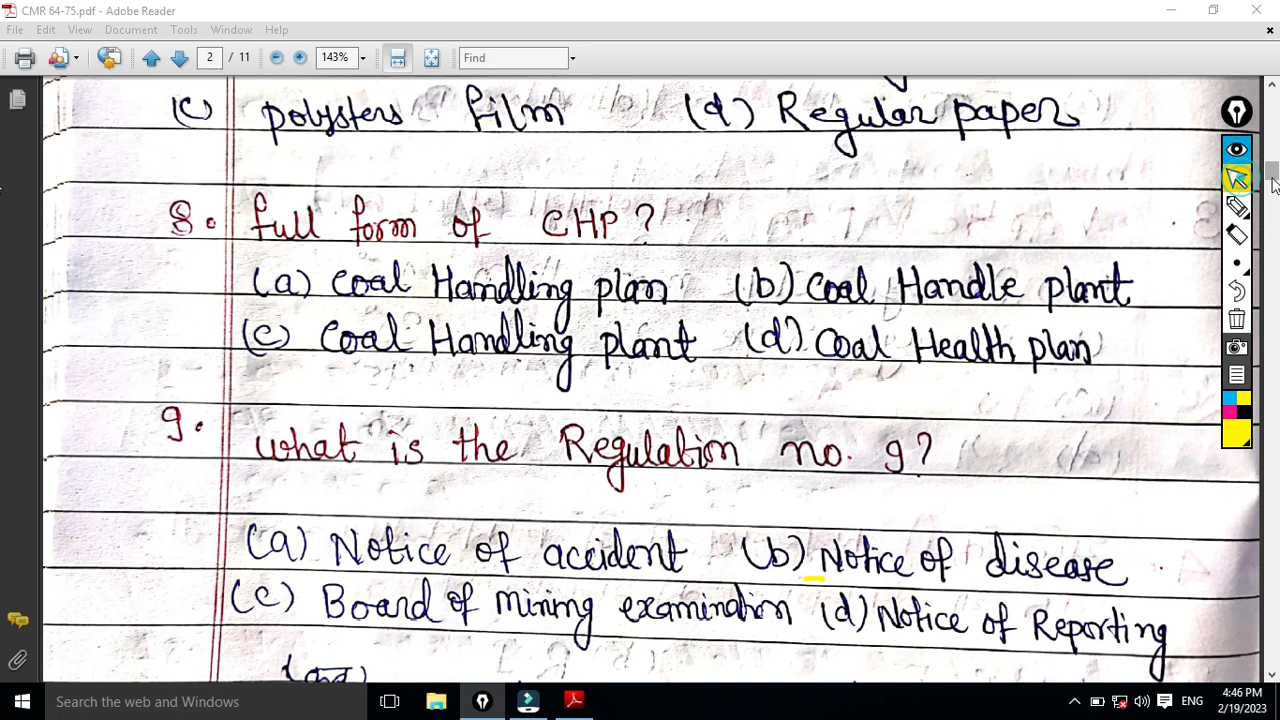 CMR 64-75.pdf - Adobe Reader
File Edit View Document Tools Window Help
2 / 11 143% Find
(c) polysters film (d) Regular paper
8. full form of CHP?
(a) coal Handling plan (b) coal Handle plant
(c) coal Handling plant (d) coal Health plan
9. what is the Regulation no. 9?
(a) Notice of accident (b) Notice of disease
(c) Board of mining examination (d) Notice of Reporting
Search the web and Windows
ENG
4:46 PM
2/19/2023